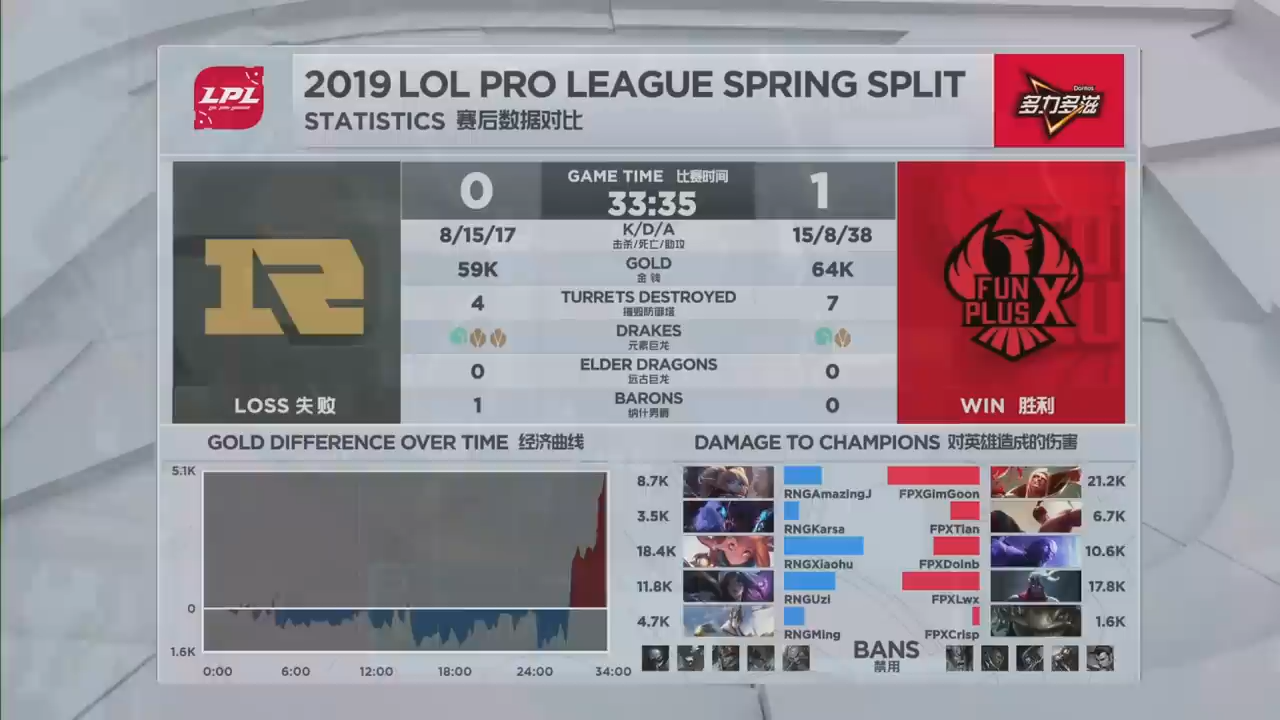 LPL
2019 LOL PRO LEAGUE SPRING SPLIT
STATISTICS 赛后数据对比
Doritos
多力多滋
0
GAME TIME 比赛时间
33:35
1
8/15/17
K/D/A
击杀/死亡/助攻
15/8/38
59K
GOLD
金钱
64K
4
TURRETS DESTROYED
摧毁防御塔
7
DRAKES
元素巨龙
0
ELDER DRAGONS
远古巨龙
0
1
BARONS
纳什男爵
0
R
LOSS 失败
FUN
PLUS X
WIN 胜利
GOLD DIFFERENCE OVER TIME 经济曲线
5.1K
0
1.6K
0:00 6:00 12:00 18:00 24:00 34:00
DAMAGE TO CHAMPIONS 对英雄造成的伤害
8.7K RNGAmazingJ FPXGimGoon 21.2K
3.5K RNGKarsa FPXTian 6.7K
18.4K RNGXiaohu FPXDoinb 10.6K
11.8K RNGUzi FPXLwx 17.8K
4.7K RNGMing FPXCrisp 1.6K
BANS
禁用